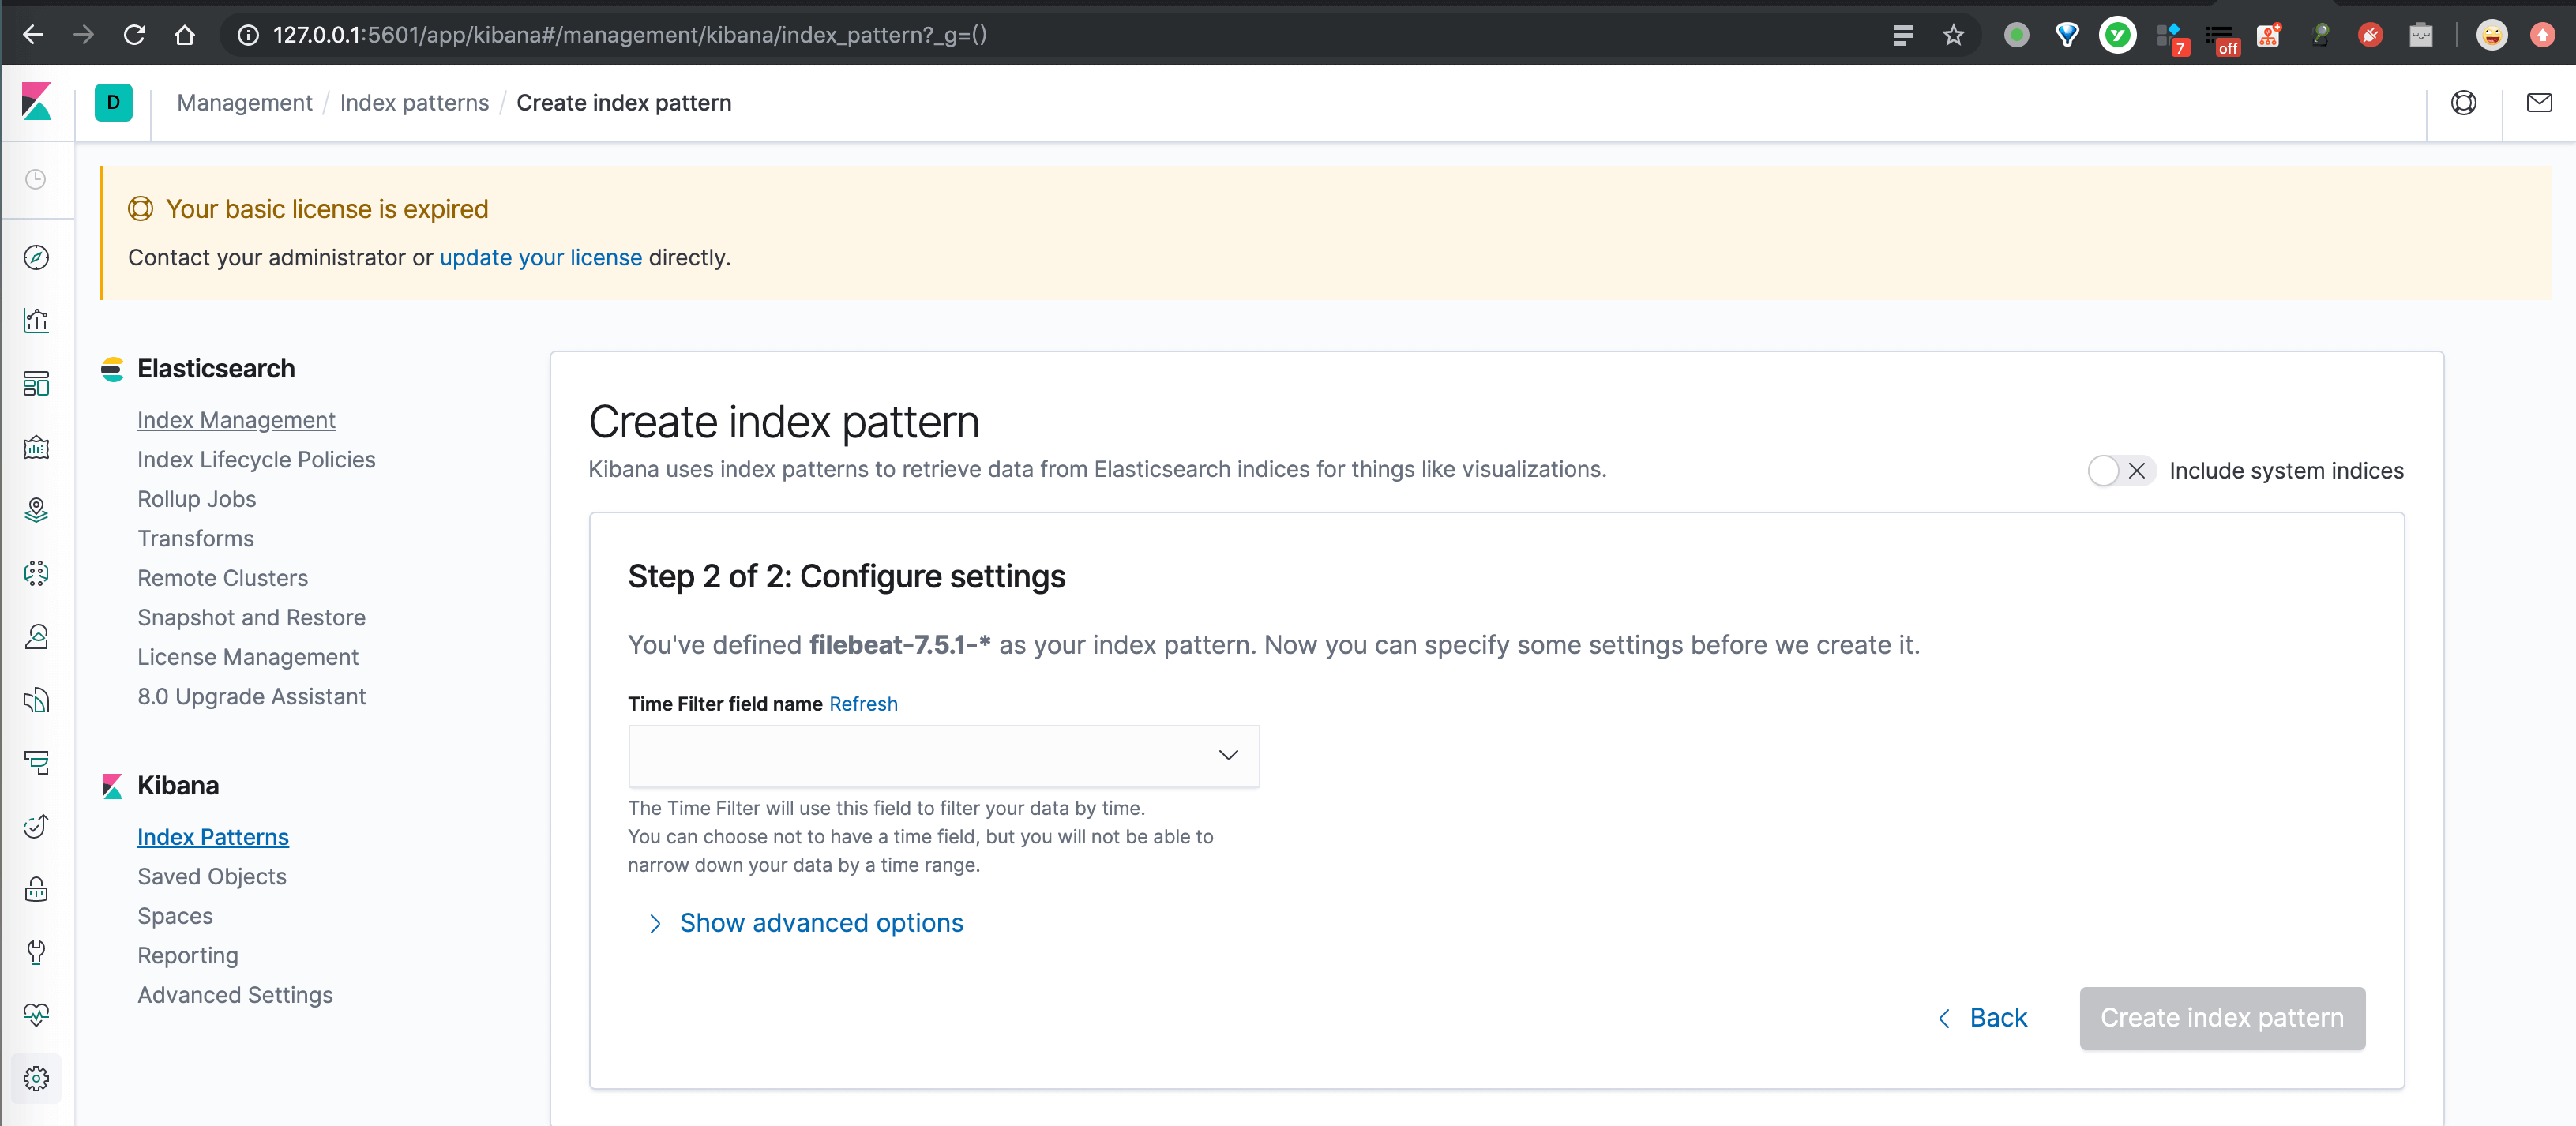 127.0.0.1:5601/app/kibana#/management/kibana/index_pattern?_g=()
7
off
D
Management / Index patterns / Create index pattern
Your basic license is expired
Contact your administrator or update your license directly.
Elasticsearch
Index Management
Index Lifecycle Policies
Rollup Jobs
Transforms
Remote Clusters
Snapshot and Restore
License Management
8.0 Upgrade Assistant
Kibana
Index Patterns
Saved Objects
Spaces
Reporting
Advanced Settings
Create index pattern
Kibana uses index patterns to retrieve data from Elasticsearch indices for things like visualizations.
Include system indices
Step 2 of 2: Configure settings
You've defined filebeat-7.5.1-* as your index pattern. Now you can specify some settings before we create it.
Time Filter field name Refresh
The Time Filter will use this field to filter your data by time.
You can choose not to have a time field, but you will not be able to
narrow down your data by a time range.
Show advanced options
Back
Create index pattern